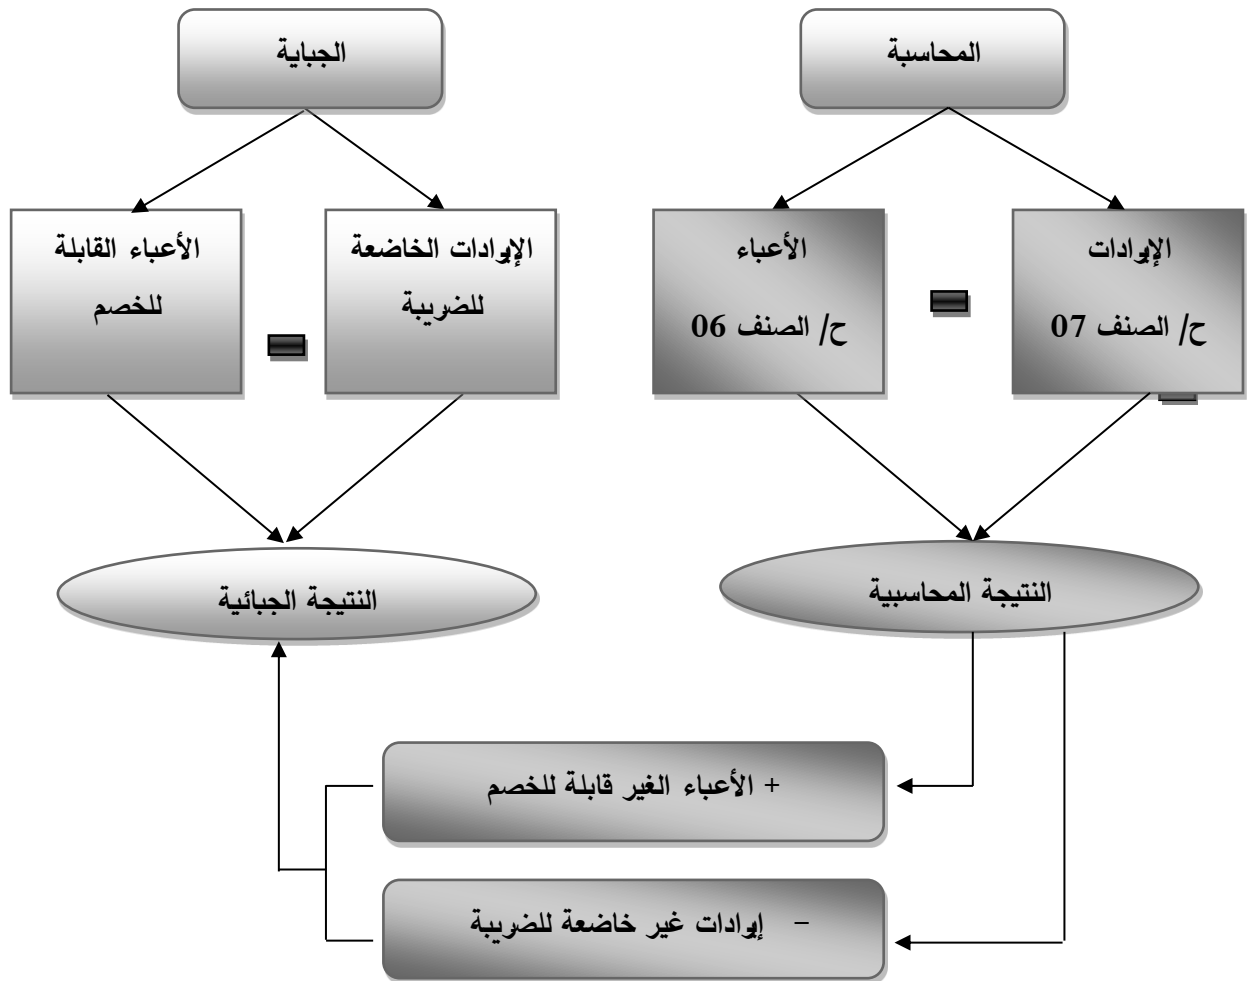 المحاسبة
الجباية
الإيرادات
ح/ الصنف 07
الأعباء
ح/ الصنف 06
الإيرادات الخاضعة
للضريبة
الأعباء القابلة
للخصم
النتيجة المحاسبية
النتيجة الجبائية
+ الأعباء الغير قابلة للخصم
– إيرادات غير خاضعة للضريبة